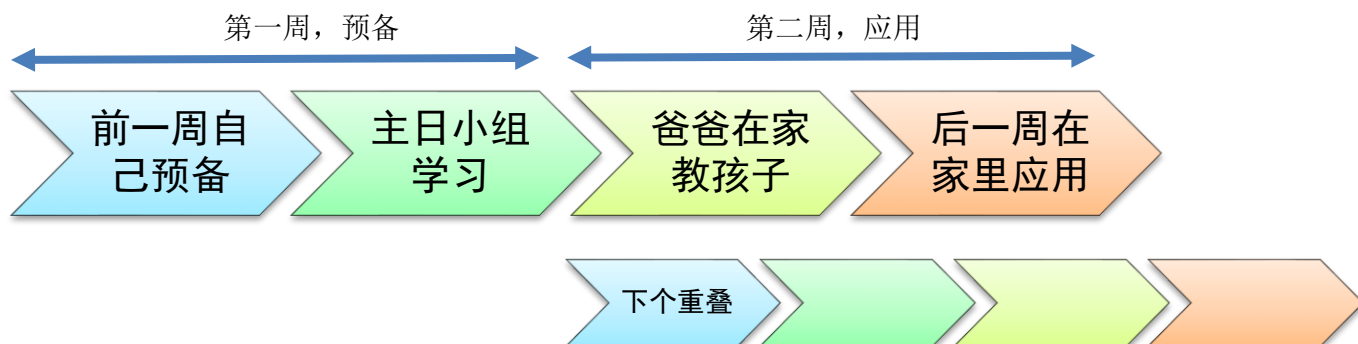 第一周，预备
第二周，应用
前一周自
己预备
主日小组
学习
爸爸在家
教孩子
后一周在
家里应用
下个重叠